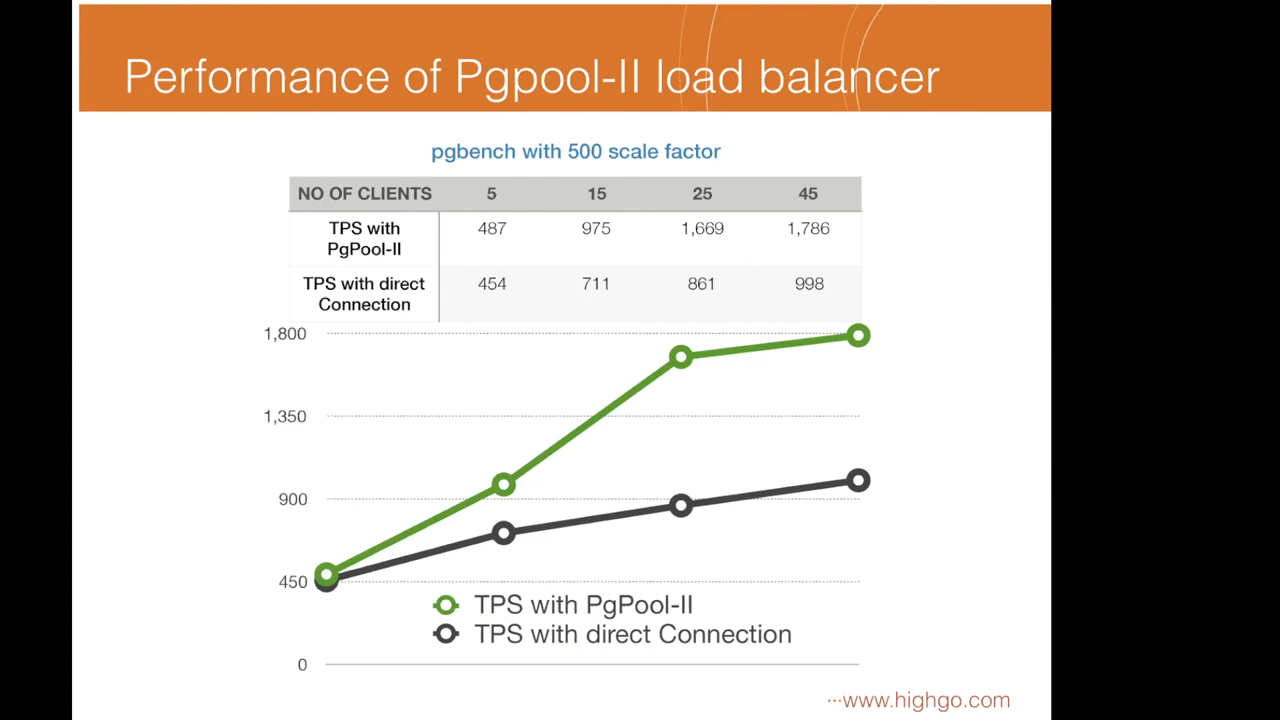 Performance of Pgpool-II load balancer
pgbench with 500 scale factor
NO OF CLIENTS 5 15 25 45
TPS with PgPool-II 487 975 1,669 1,786
TPS with direct Connection 454 711 861 998
1,800
1,350
900
450
0
TPS with PgPool-II
TPS with direct Connection
···www.highgo.com